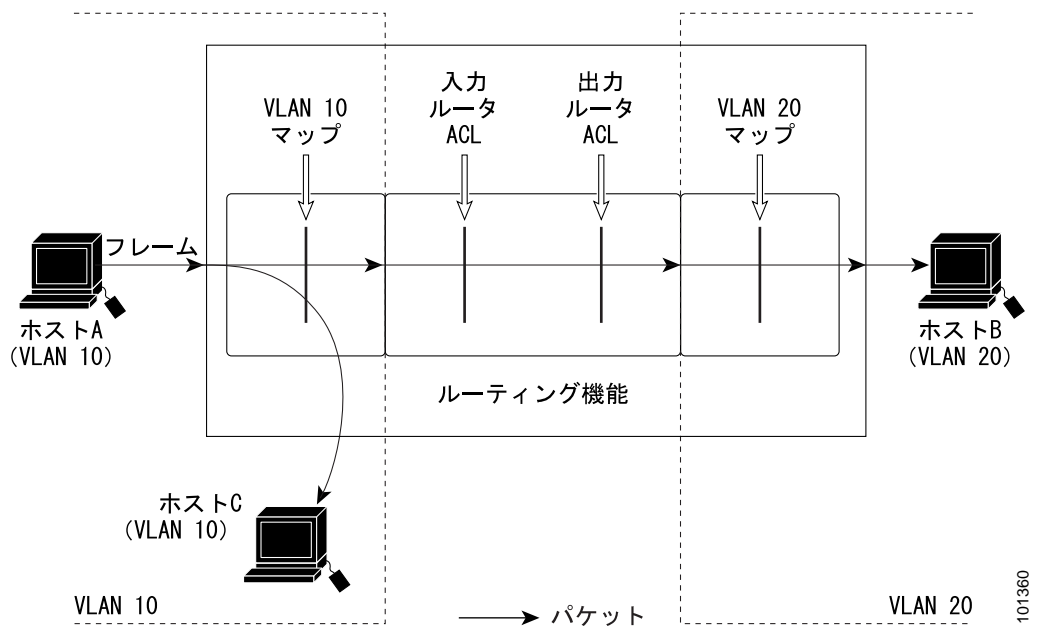 VLAN 10
マップ
入力
ルータ
ACL
出力
ルータ
ACL
VLAN 20
マップ
フレーム
ホストA
(VLAN 10)
ホストB
(VLAN 20)
ルーティング機能
ホストC
(VLAN 10)
VLAN 10
パケット
VLAN 20
101360